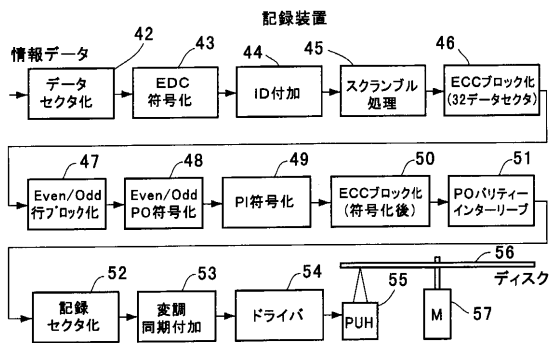 記録装置
情報データ
42
43
44
45
46
データ
セクタ化
EDC
符号化
ID付加
スクランブル
処理
ECCブロック化
(32データセクタ)
47
48
49
50
51
Even/Odd
行ブロック化
Even/Odd
PO符号化
PI符号化
ECCブロック化
(符号化後)
POパリティー
インターリーブ
52
53
54
55
56
57
記録
セクタ化
変調
同期付加
ドライバ
PUH
M
ディスク